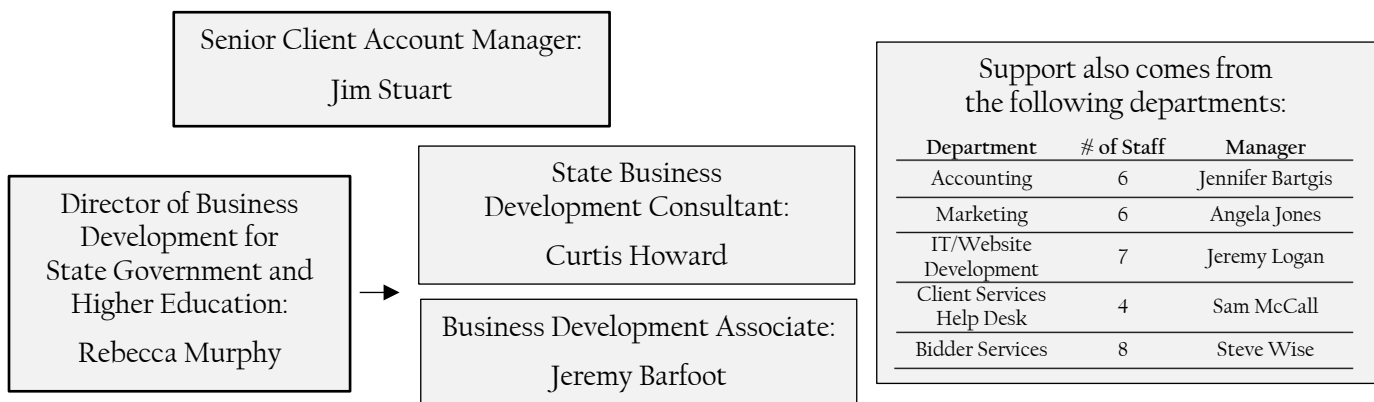 Senior Client Account Manager:
Jim Stuart
Director of Business
Development for
State Government and
Higher Education:
Rebecca Murphy
State Business
Development Consultant:
Curtis Howard
Business Development Associate:
Jeremy Barfoot
Support also comes from
the following departments:
Department # of Staff Manager
Accounting 6 Jennifer Bartgis
Marketing 6 Angela Jones
IT/Website
Development 7 Jeremy Logan
Client Services
Help Desk 4 Sam McCall
Bidder Services 8 Steve Wise